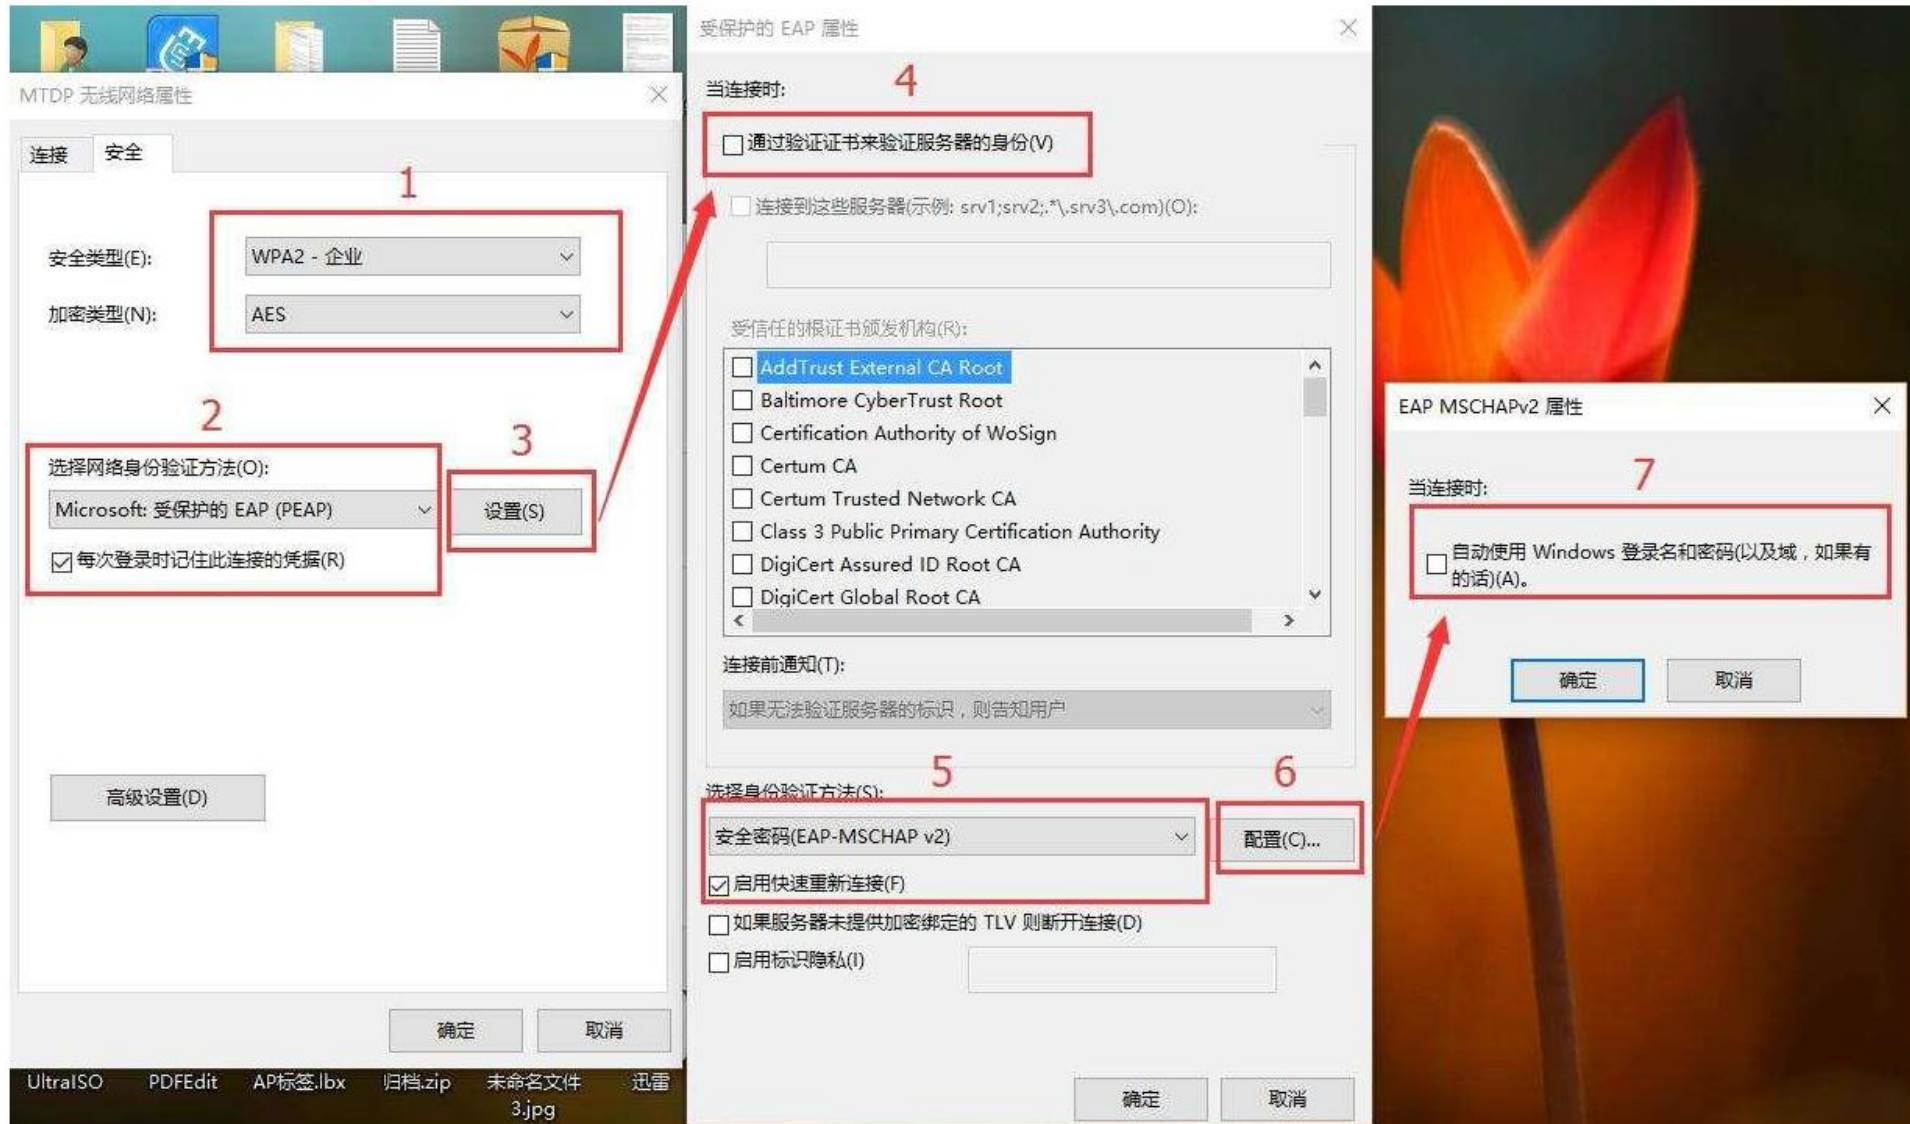 MTDP 无线网络属性
连接
安全
1
安全类型(E):
WPA2 - 企业
加密类型(N):
AES
2
3
选择网络身份验证方法(O):
Microsoft: 受保护的 EAP (PEAP)
设置(S)
每次登录时记住此连接的凭据(R)
高级设置(D)
确定
取消
UltraISO
PDFEdit
AP标签.lbx
归档.zip
未命名文件
3.jpg
迅雷
受保护的 EAP 属性
当连接时:
4
通过验证证书来验证服务器的身份(V)
连接到这些服务器(示例: srv1;srv2;.*\.srv3\.com)(O):
受信任的根证书颁发机构(R):
AddTrust External CA Root
Baltimore CyberTrust Root
Certification Authority of WoSign
Certum CA
Certum Trusted Network CA
Class 3 Public Primary Certification Authority
DigiCert Assured ID Root CA
DigiCert Global Root CA
连接前通知(T):
如果无法验证服务器的标识，则告知用户
5
6
选择身份验证方法(S):
安全密码(EAP-MSCHAP v2)
配置(C)...
启用快速重新连接(F)
如果服务器未提供加密绑定的 TLV 则断开连接(D)
启用标识隐私(I)
确定
取消
EAP MSCHAPv2 属性
7
当连接时:
自动使用 Windows 登录名和密码(以及域，如果有
的话)(A)。
确定
取消